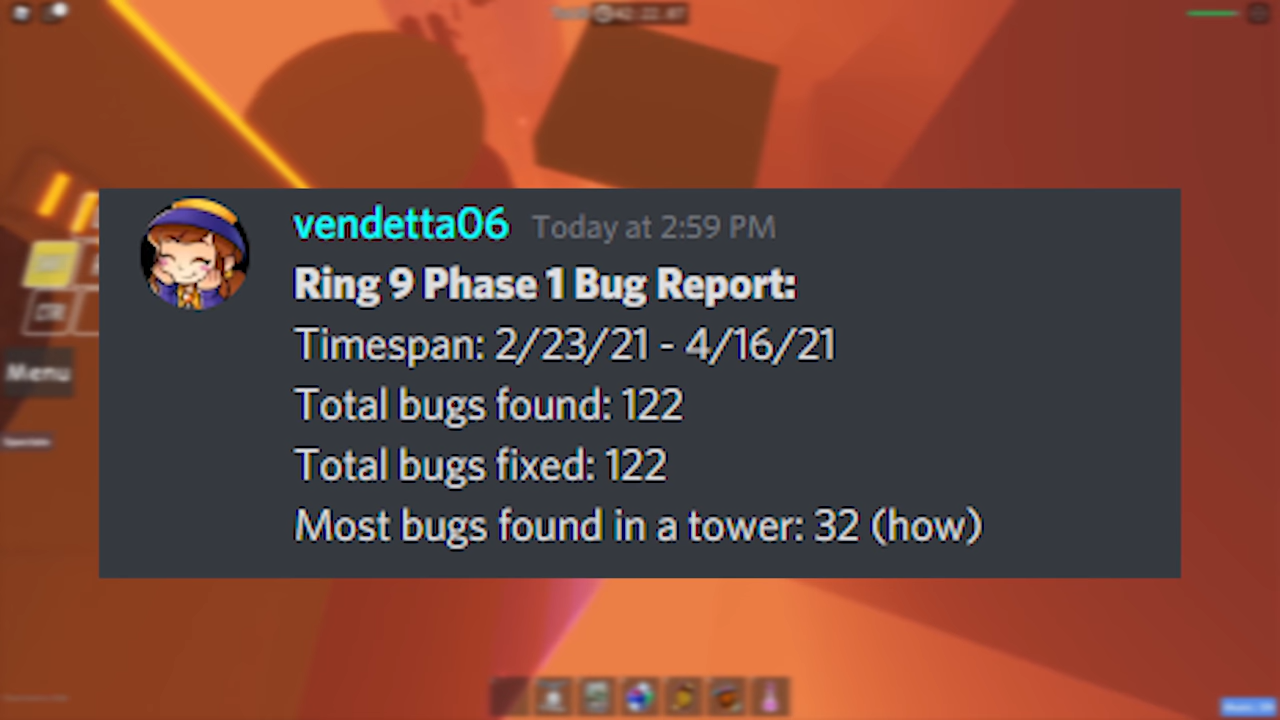 vendetta06 Today at 2:59 PM
Ring 9 Phase 1 Bug Report:
Timespan: 2/23/21 - 4/16/21
Total bugs found: 122
Total bugs fixed: 122
Most bugs found in a tower: 32 (how)
Menu